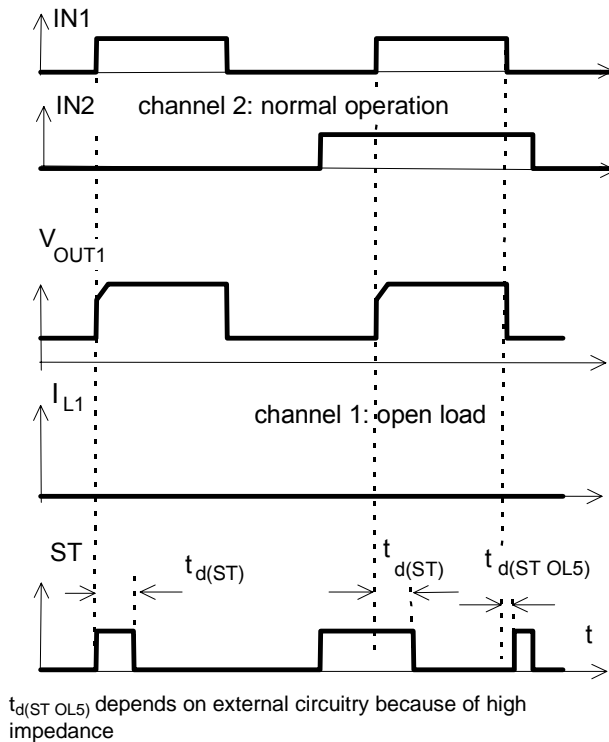 IN1
IN2
channel 2: normal operation
VOUT1
IL1
channel 1: open load
ST
td(ST)
td(ST)
td(ST OL5)
t
td(ST OL5) depends on external circuitry because of high
impedance